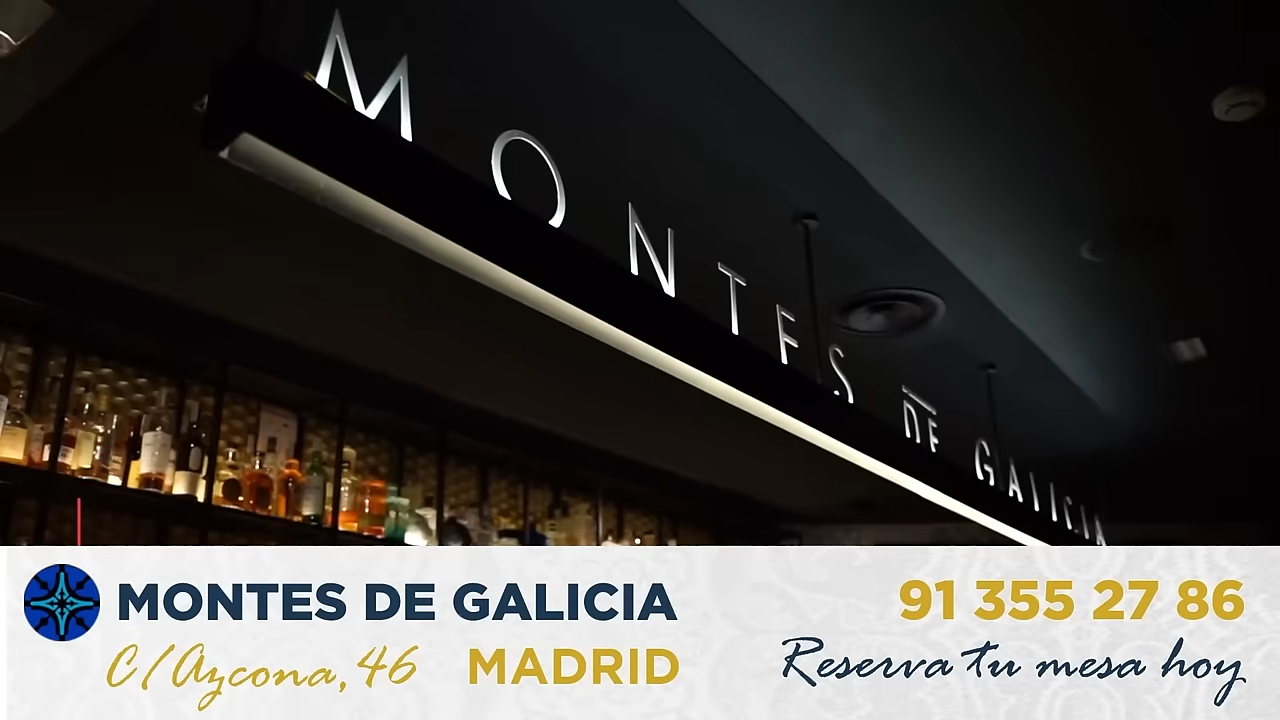 MONTES DE GALICIA
MONTES DE GALICIA
C/Azcona, 46 MADRID
91 355 27 86
Reserva tu mesa hoy